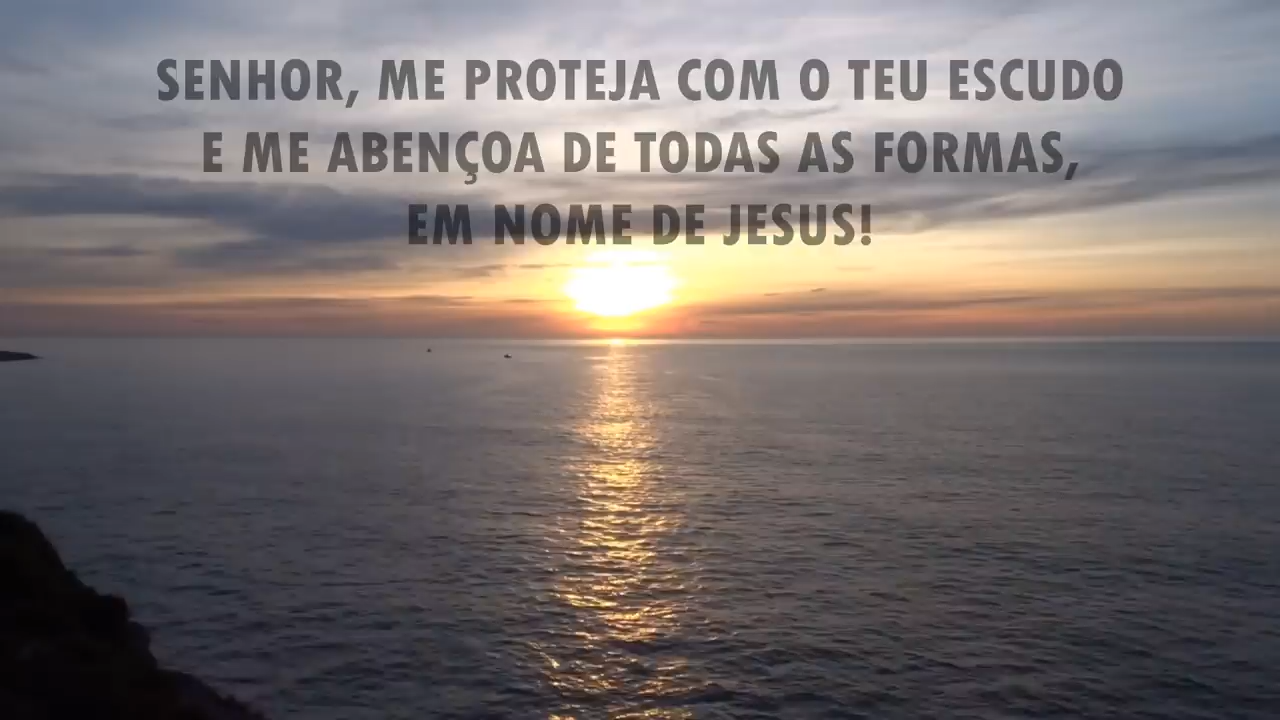 SENHOR, ME PROTEJA COM O TEU ESCUDO
E ME ABENÇOA DE TODAS AS FORMAS,
EM NOME DE JESUS!